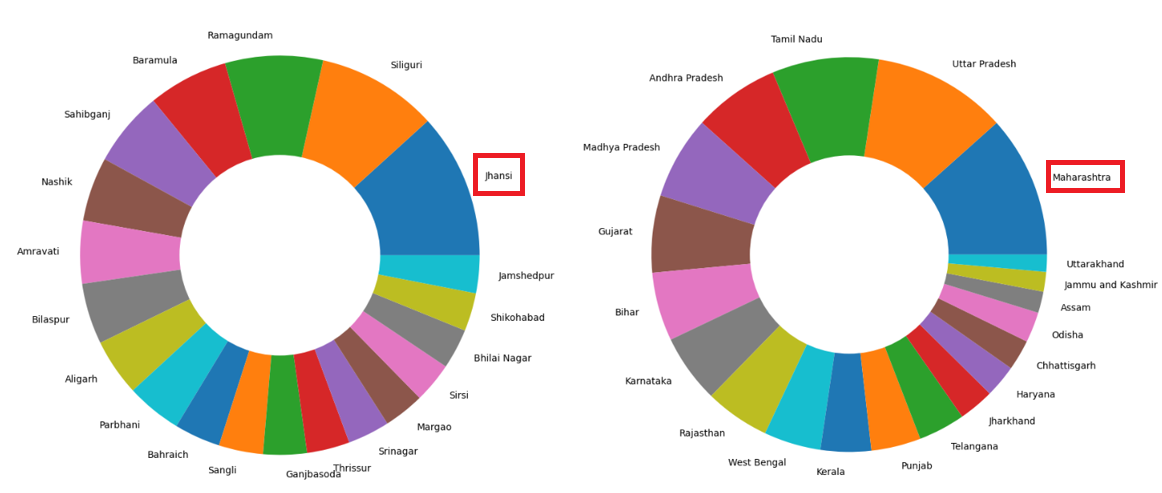 Ramagundam
Siliguri
Baramula
Sahibganj
Jhansi
Nashik
Amravati
Jamshedpur
Bilaspur
Shikohabad
Bhilai Nagar
Aligarh
Sirsi
Parbhani
Margao
Bahraich
Srinagar
Sangli
Ganjbasoda
Thrissur
Tamil Nadu
Uttar Pradesh
Andhra Pradesh
Madhya Pradesh
Maharashtra
Gujarat
Uttarakhand
Jammu and Kashmir
Bihar
Assam
Odisha
Karnataka
Chhattisgarh
Haryana
Rajasthan
Jharkhand
Telangana
West Bengal
Punjab
Kerala